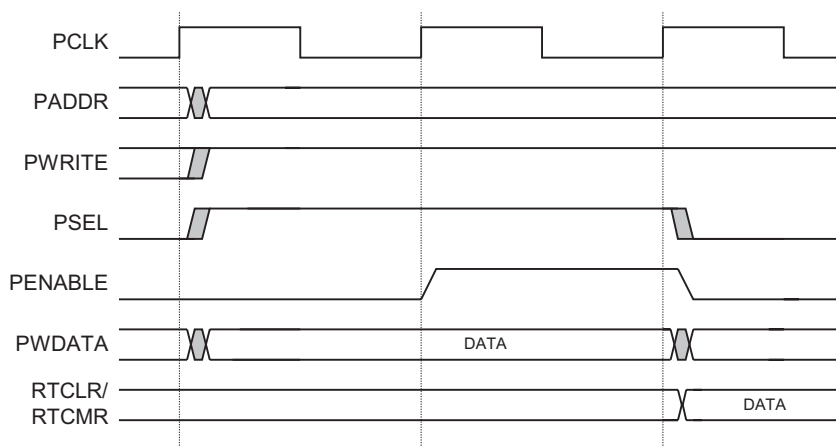 PCLK
PADDR
PWRITE
PSEL
PENABLE
PWDATA
DATA
RTCLR/
RTCMR
DATA